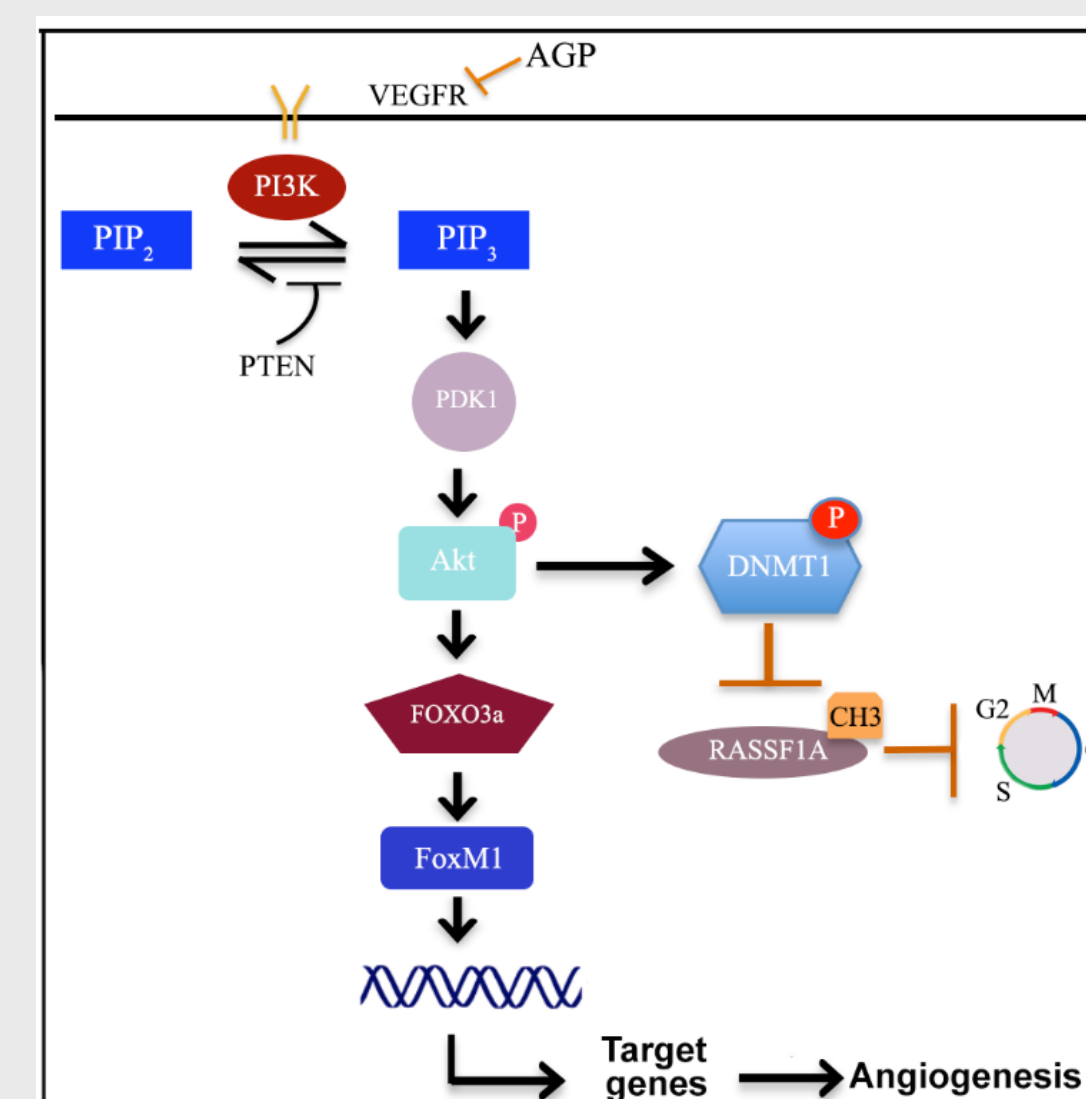 AGP
VEGFR
PI3K
PIP2
PIP3
PTEN
PDK1
P
Akt
P
DNMT1
FOXO3a
CH3
RASSF1A
G2
M
S
FoxM1
Target
genes
Angiogenesis